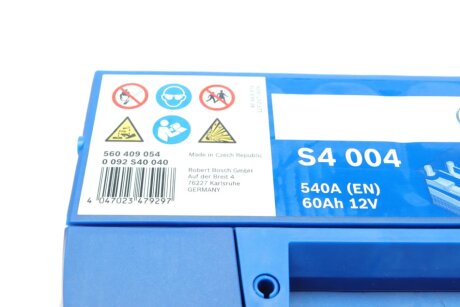 560 409 054
0 092 S40 040
Made in Czech Republic
Robert Bosch GmbH
Auf der Breit 4
76227 Karlsruhe
GERMANY
4 047023 479297
S4 004
540A (EN)
60Ah 12V